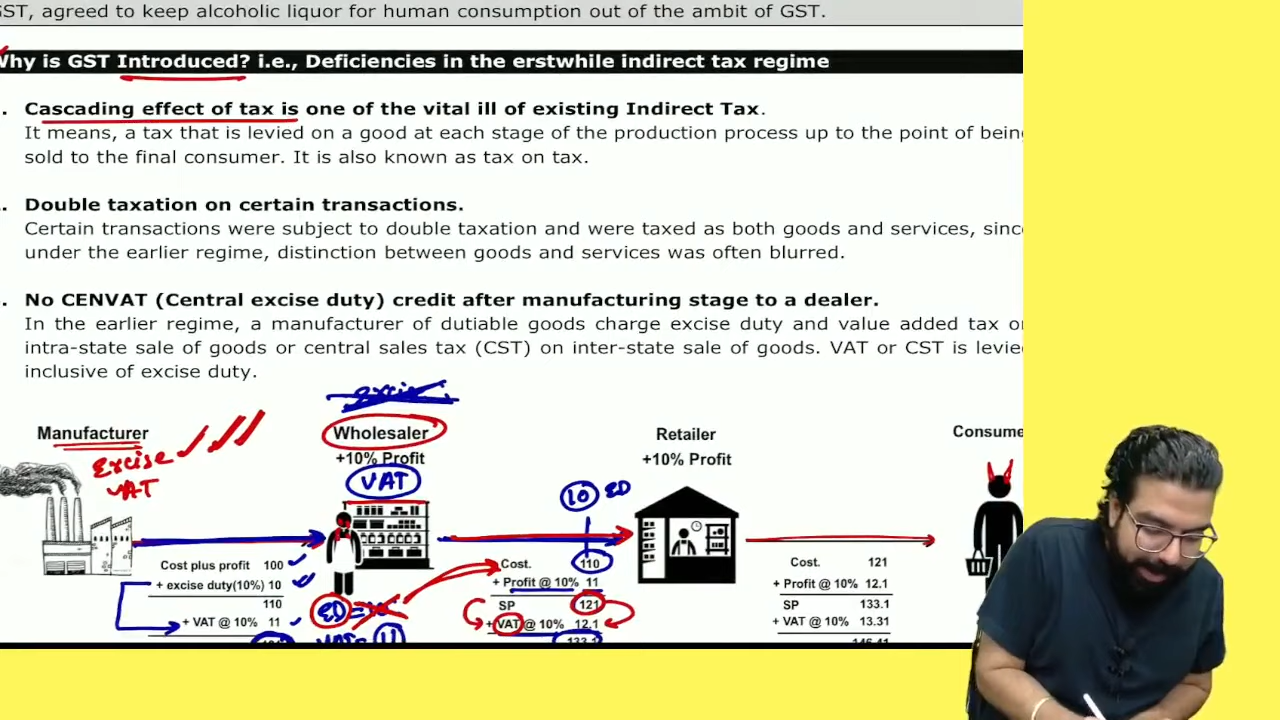 GST, agreed to keep alcoholic liquor for human consumption out of the ambit of GST.
Why is GST Introduced? i.e., Deficiencies in the erstwhile indirect tax regime
. Cascading effect of tax is one of the vital ill of existing Indirect Tax.
It means, a tax that is levied on a good at each stage of the production process up to the point of being
sold to the final consumer. It is also known as tax on tax.
. Double taxation on certain transactions.
Certain transactions were subject to double taxation and were taxed as both goods and services, sinc
under the earlier regime, distinction between goods and services was often blurred.
. No CENVAT (Central excise duty) credit after manufacturing stage to a dealer.
In the earlier regime, a manufacturer of dutiable goods charge excise duty and value added tax on
intra-state sale of goods or central sales tax (CST) on inter-state sale of goods. VAT or CST is levie
inclusive of excise duty.
Excise
Manufacturer
Excise
VAT
Wholesaler
+10% Profit
VAT
Retailer
+10% Profit
Consume
10 ED
Cost plus profit 100
+ excise duty(10%) 10
110
+ VAT @ 10% 11
ED =
VAT= 11
Cost. 110
+ Profit @ 10% 11
SP 121
+ VAT @ 10% 12.1
133.1
Cost. 121
+ Profit @ 10% 12.1
SP 133.1
+ VAT @ 10% 13.31
146.41